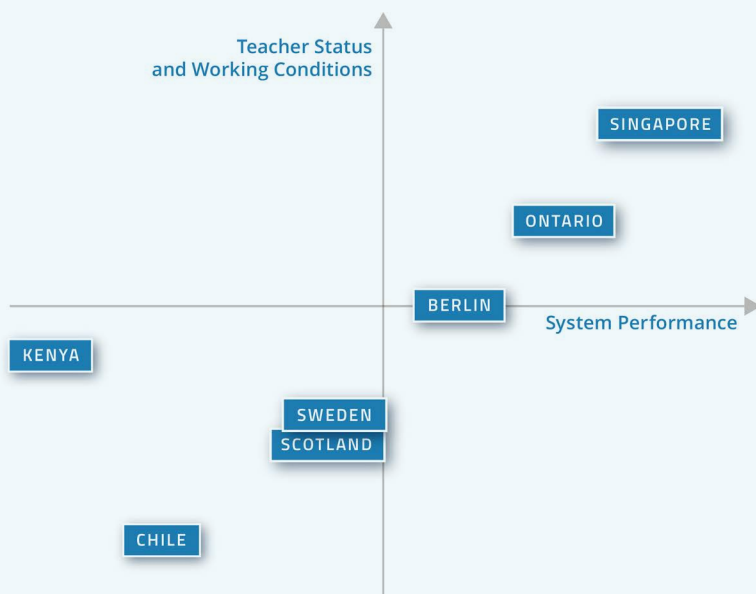 Teacher Status
and Working Conditions
SINGAPORE
ONTARIO
BERLIN
System Performance
KENYA
SWEDEN
SCOTLAND
CHILE